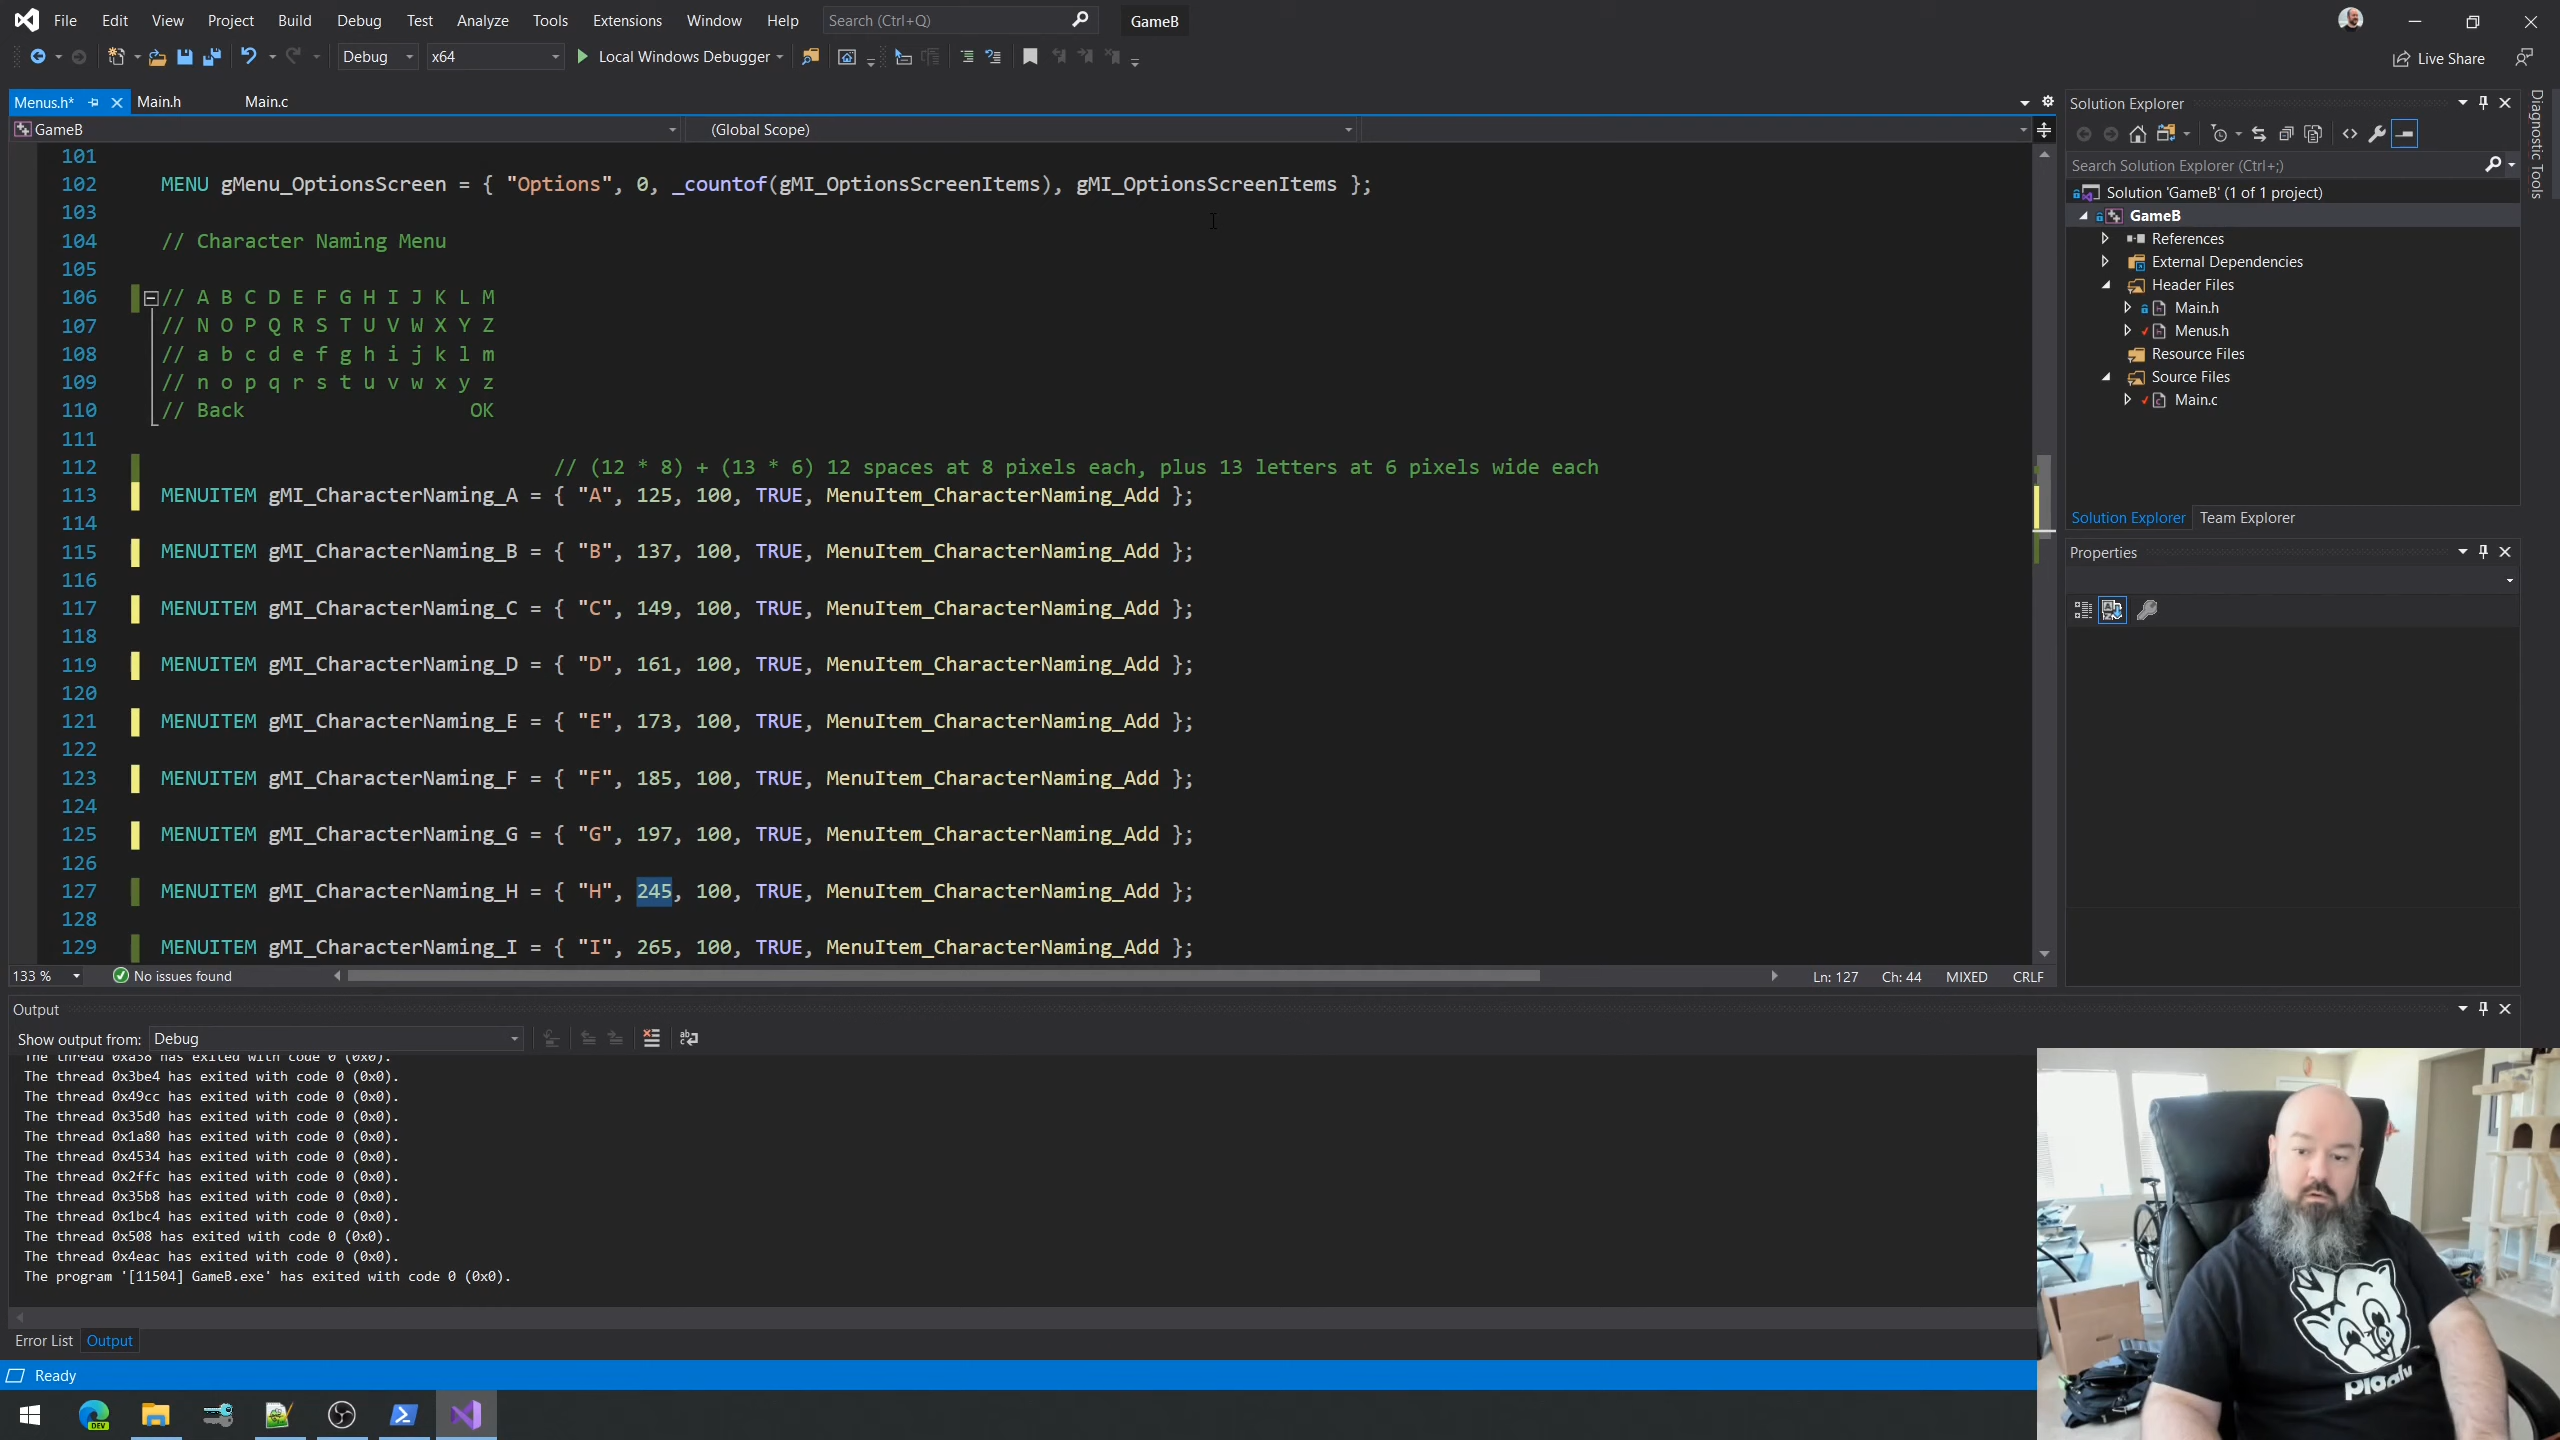 File Edit View Project Build Debug Test Analyze Tools Extensions Window Help Search (Ctrl+Q) GameB
Debug x64 Local Windows Debugger Live Share
Menus.h* Main.h Main.c
GameB (Global Scope)
101
102 MENU gMenu_OptionsScreen = { "Options", 0, _countof(gMI_OptionsScreenItems), gMI_OptionsScreenItems };
103
104 // Character Naming Menu
105
106 // A B C D E F G H I J K L M
107 // N O P Q R S T U V W X Y Z
108 // a b c d e f g h i j k l m
109 // n o p q r s t u v w x y z
110 // Back OK
111
112 // (12 * 8) + (13 * 6) 12 spaces at 8 pixels each, plus 13 letters at 6 pixels wide each
113 MENUITEM gMI_CharacterNaming_A = { "A", 125, 100, TRUE, MenuItem_CharacterNaming_Add };
114
115 MENUITEM gMI_CharacterNaming_B = { "B", 137, 100, TRUE, MenuItem_CharacterNaming_Add };
116
117 MENUITEM gMI_CharacterNaming_C = { "C", 149, 100, TRUE, MenuItem_CharacterNaming_Add };
118
119 MENUITEM gMI_CharacterNaming_D = { "D", 161, 100, TRUE, MenuItem_CharacterNaming_Add };
120
121 MENUITEM gMI_CharacterNaming_E = { "E", 173, 100, TRUE, MenuItem_CharacterNaming_Add };
122
123 MENUITEM gMI_CharacterNaming_F = { "F", 185, 100, TRUE, MenuItem_CharacterNaming_Add };
124
125 MENUITEM gMI_CharacterNaming_G = { "G", 197, 100, TRUE, MenuItem_CharacterNaming_Add };
126
127 MENUITEM gMI_CharacterNaming_H = { "H", 245, 100, TRUE, MenuItem_CharacterNaming_Add };
128
129 MENUITEM gMI_CharacterNaming_I = { "I", 265, 100, TRUE, MenuItem_CharacterNaming_Add };
133 % No issues found Ln: 127 Ch: 44 MIXED CRLF
Output
Show output from: Debug
The thread 0xa38 has exited with code 0 (0x0).
The thread 0x3be4 has exited with code 0 (0x0).
The thread 0x49cc has exited with code 0 (0x0).
The thread 0x35d0 has exited with code 0 (0x0).
The thread 0x1a80 has exited with code 0 (0x0).
The thread 0x4534 has exited with code 0 (0x0).
The thread 0x2ffc has exited with code 0 (0x0).
The thread 0x35b8 has exited with code 0 (0x0).
The thread 0x1bc4 has exited with code 0 (0x0).
The thread 0x508 has exited with code 0 (0x0).
The thread 0x4eac has exited with code 0 (0x0).
The program '[11504] GameB.exe' has exited with code 0 (0x0).
Error List Output
Ready
Solution Explorer
Search Solution Explorer (Ctrl+;)
Solution 'GameB' (1 of 1 project)
GameB
References
External Dependencies
Header Files
Main.h
Menus.h
Resource Files
Source Files
Main.c
Solution Explorer Team Explorer
Properties
Diagnostic Tools
DEV